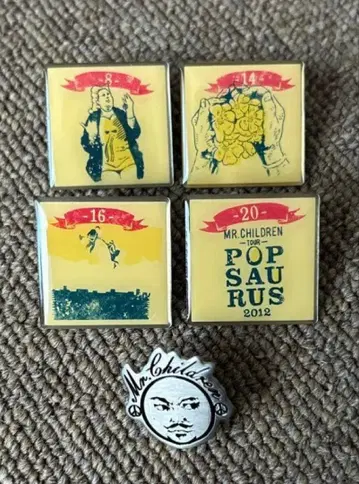 -8-
-14-
-16-
-20-
MR.CHILDREN
-TOUR-
POP
SAU
RUS
2012
Mr.Children